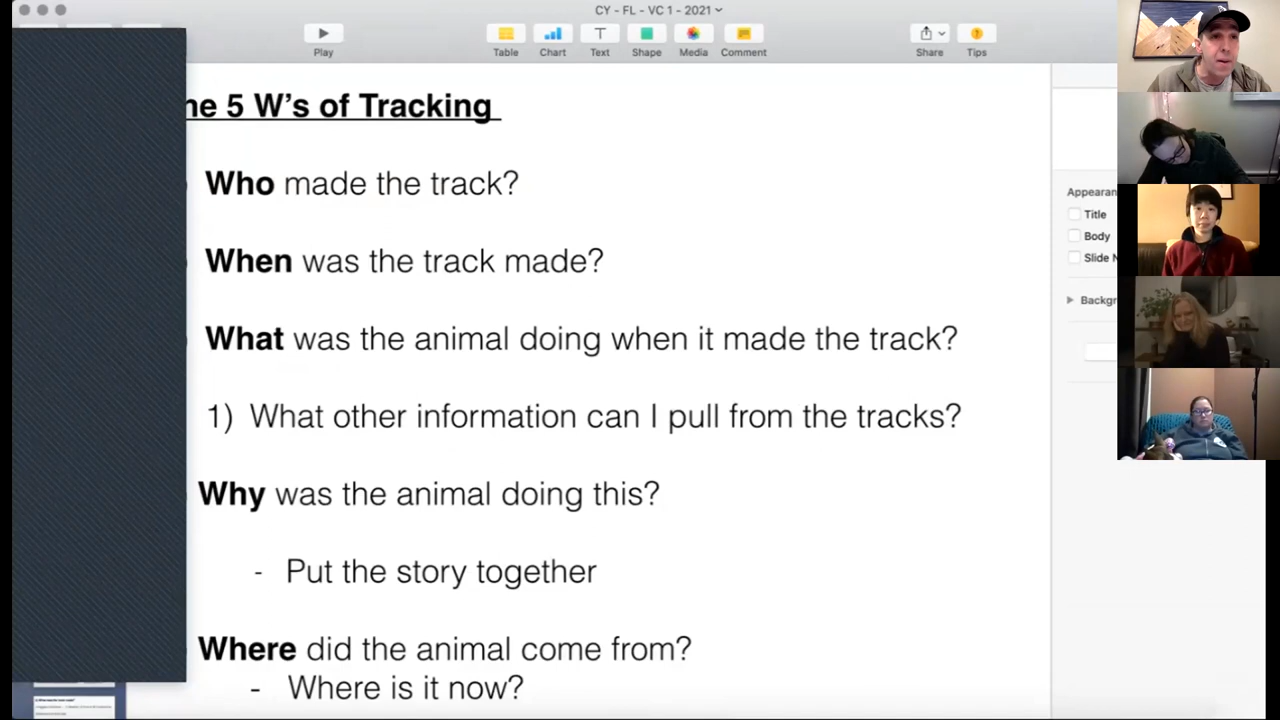 CY - FL - VC 1 - 2021
Play
Table
Chart
Text
Shape
Media
Comment
Share
Tips
5 W's of Tracking
Who made the track?
When was the track made?
What was the animal doing when it made the track?
1) What other information can I pull from the tracks?
Why was the animal doing this?
- Put the story together
Where did the animal come from?
- Where is it now?
Appearan
Title
Body
Slide N
Backgr